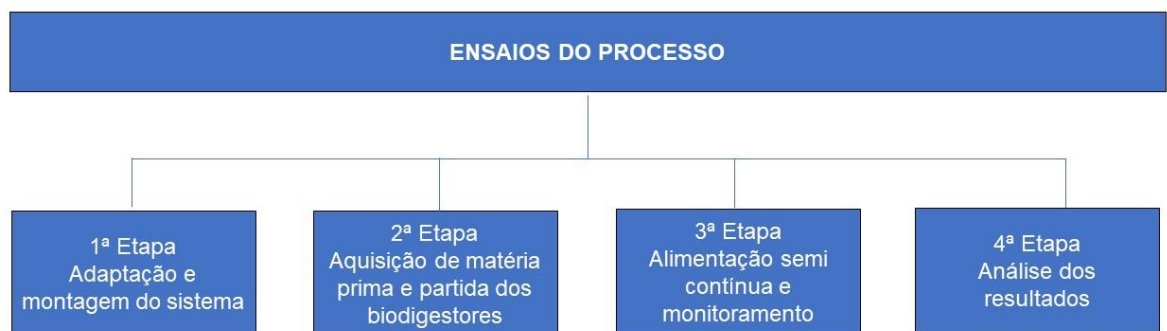 ENSAIOS DO PROCESSO
1ª Etapa
Adaptação e
montagem do sistema
2ª Etapa
Aquisição de matéria
prima e partida dos
biodigestores
3ª Etapa
Alimentação semi
contínua e
monitoramento
4ª Etapa
Análise dos
resultados